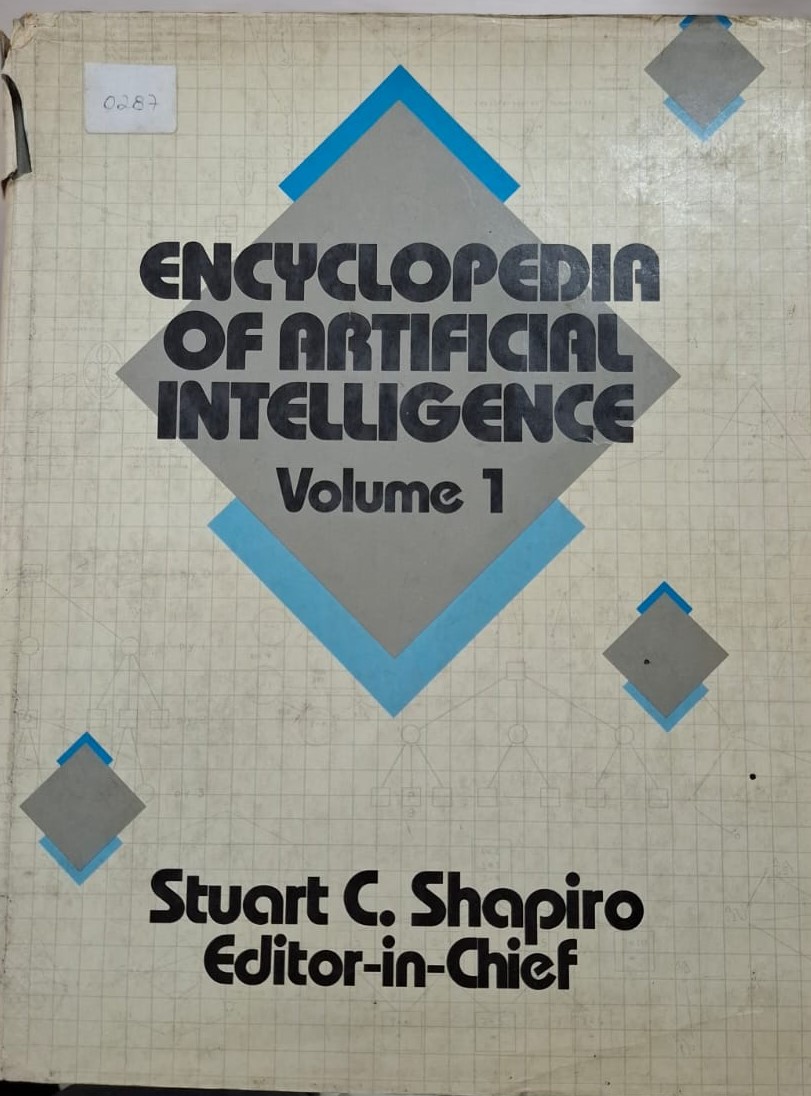 0287
ENCYCLOPEDIA
OF ARTIFICIAL
INTELLIGENCE
Volume 1
Stuart C. Shapiro
Editor-in-Chief